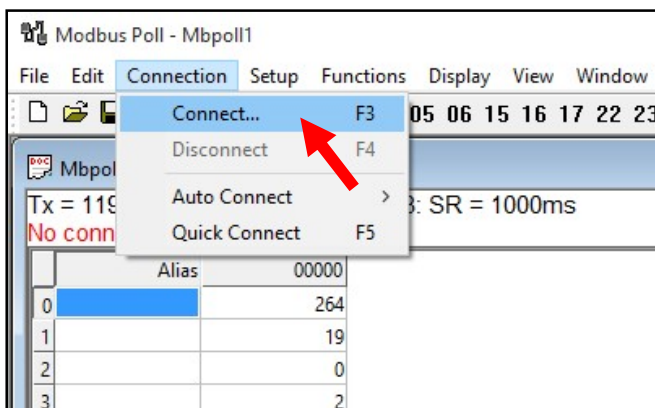 Modbus Poll - Mbpoll1
File Edit Connection Setup Functions Display View Window
Connect... F3 05 06 15 16 17 22 23
Disconnect F4
Auto Connect >
Quick Connect F5
Tx = 119 : SR = 1000ms
No conn
Alias 00000
0 264
1 19
2 0
3 2